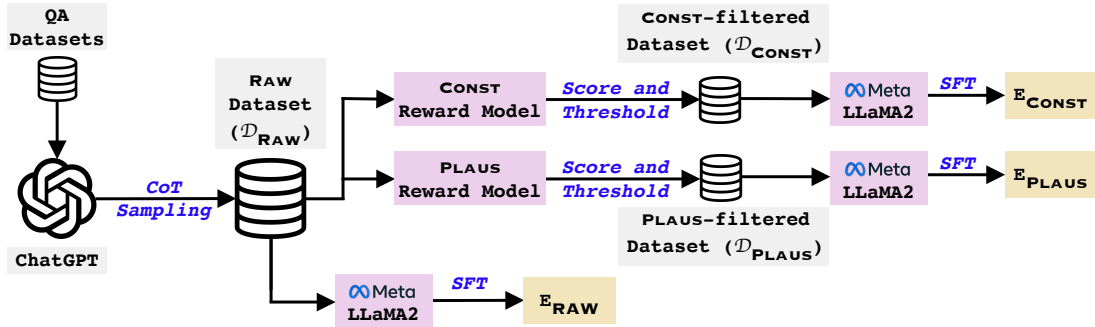 QA
Datasets
ChatGPT
CoT
Sampling
RAW
Dataset
(𝒟RAW)
CONST
Reward Model
Score and
Threshold
CONST-filtered
Dataset (𝒟CONST)
Meta
LLaMA2
SFT
ECONST
PLAUS
Reward Model
Score and
Threshold
PLAUS-filtered
Dataset (𝒟PLAUS)
Meta
LLaMA2
SFT
EPLAUS
Meta
LLaMA2
SFT
ERAW